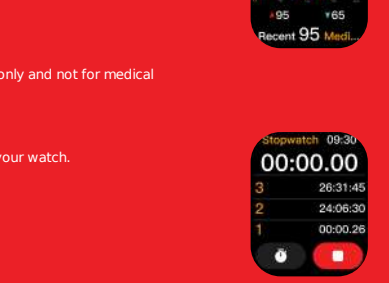 95 65
Recent 95 Medi...
only and not for medical
your watch.
Stopwatch 09:30
00:00.00
3 26:31:45
2 24:06:30
1 00:00.26